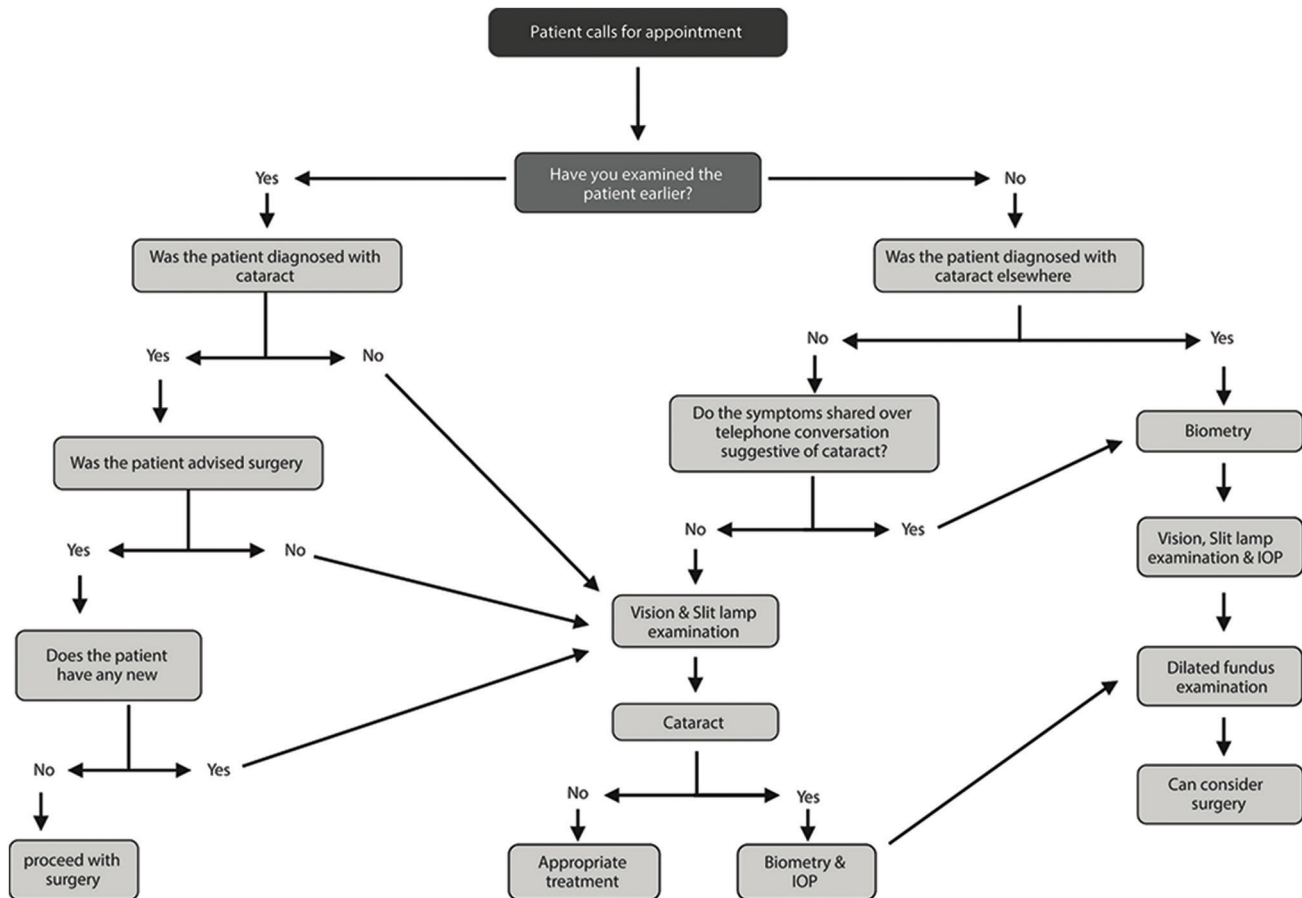 Patient calls for appointment
Have you examined the
patient earlier?
Yes
No
Was the patient diagnosed with
cataract
Was the patient diagnosed with
cataract elsewhere
Yes
No
No
Yes
Was the patient advised surgery
Do the symptoms shared over
telephone conversation
suggestive of cataract?
Biometry
Yes
No
No
Yes
Vision, Slit lamp
examination & IOP
Does the patient
have any new
Vision & Slit lamp
examination
Dilated fundus
examination
Cataract
No
Yes
No
Yes
Can consider
surgery
proceed with
surgery
Appropriate
treatment
Biometry &
IOP